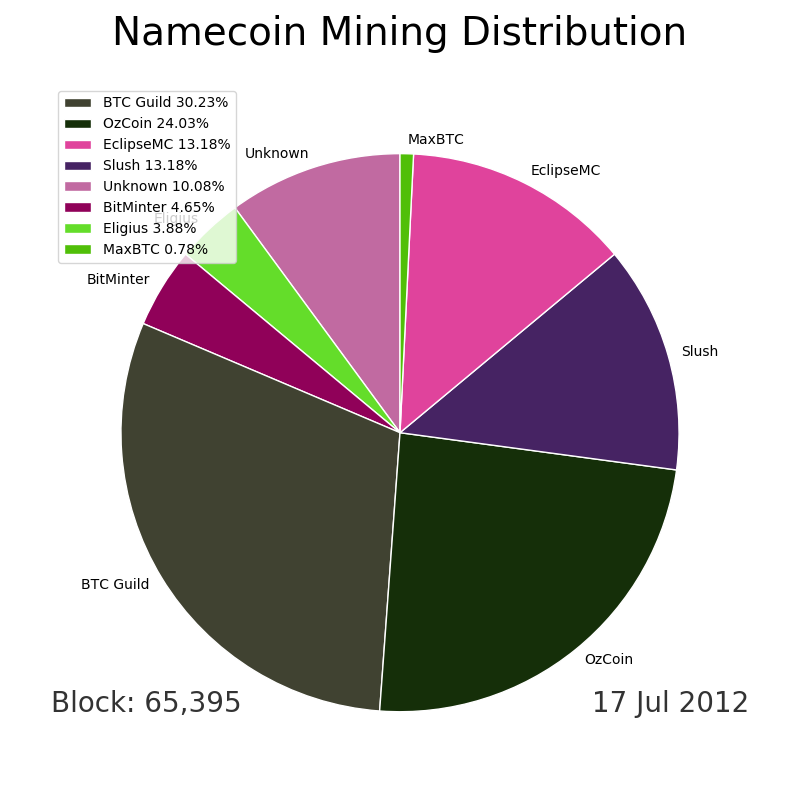 Namecoin Mining Distribution
BTC Guild 30.23%
OzCoin 24.03%
EclipseMC 13.18%
Slush 13.18%
Unknown 10.08%
BitMinter 4.65%
Eligius 3.88%
MaxBTC 0.78%
MaxBTC
Unknown
EclipseMC
Eligius
BitMinter
Slush
BTC Guild
OzCoin
Block: 65,395
17 Jul 2012